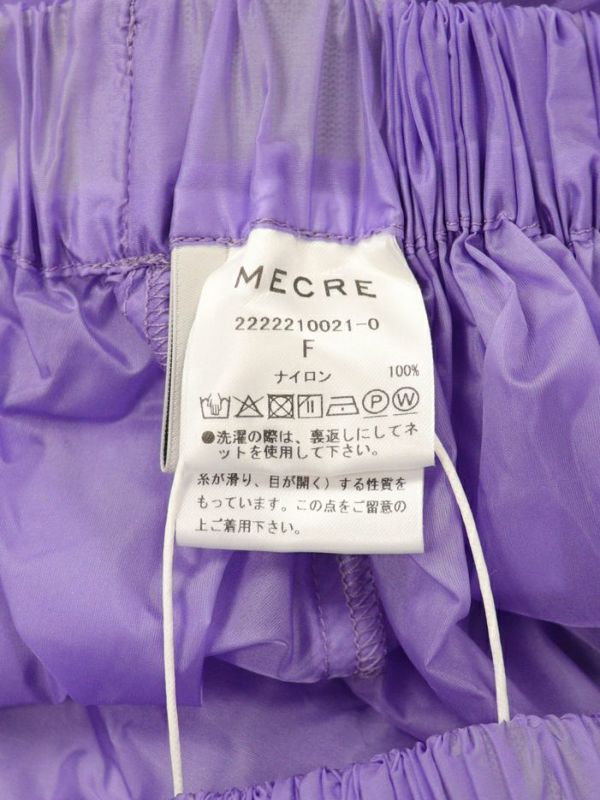 MECRE
2222210021-0
F
ナイロン 100%
P W
●洗濯の際は、裏返しにしてネ
ットを使用して下さい。
糸が滑り、目が開く）する性質を
もっています。この点をご留意の
上ご着用下さい。